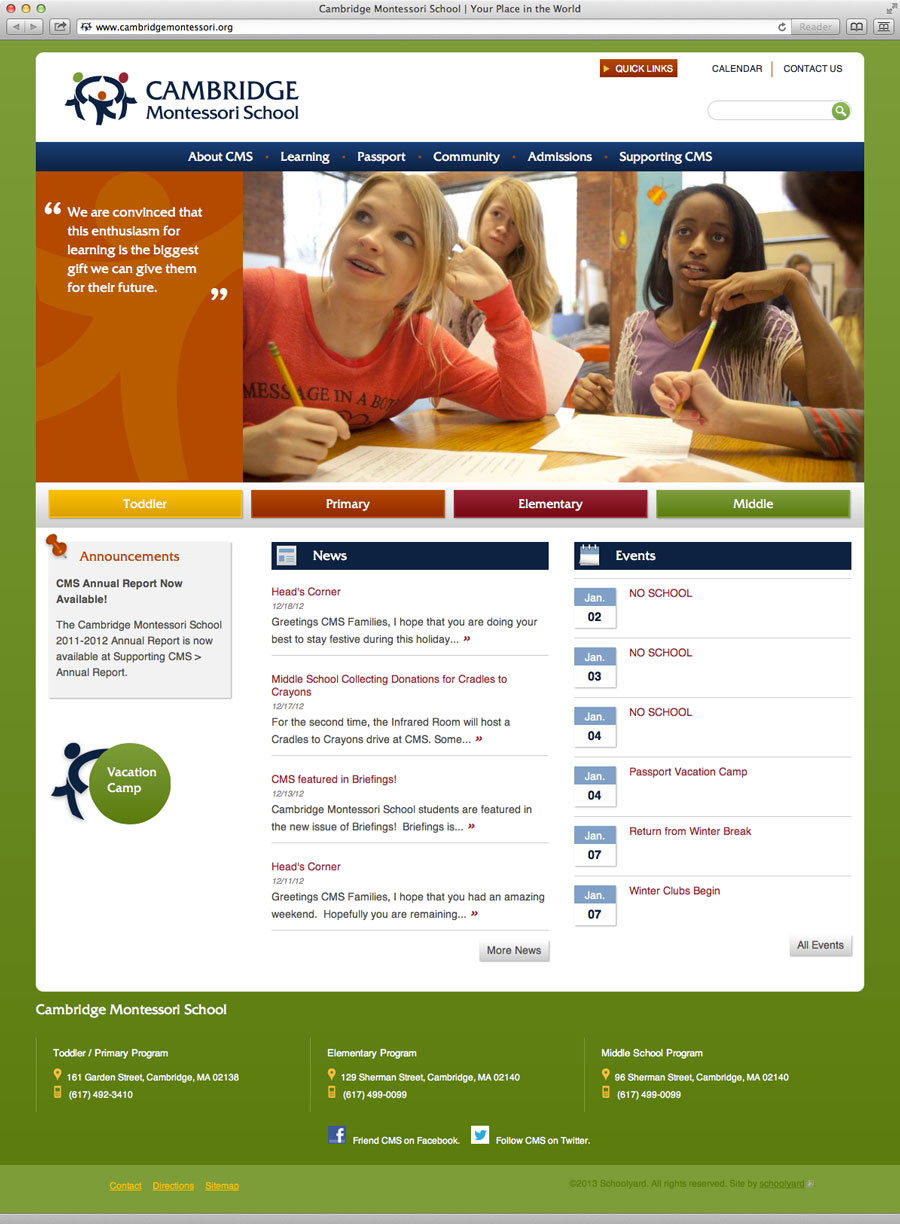 Cambridge Montessori School | Your Place in the World
www.cambridgemontessori.org
Reader
CAMBRIDGE
Montessori School
QUICK LINKS
CALENDAR
CONTACT US
About CMS • Learning • Passport • Community • Admissions • Supporting CMS
“ We are convinced that
this enthusiasm for
learning is the biggest
gift we can give them
for their future. ”
MESSAGE IN A BOT
Toddler
Primary
Elementary
Middle
Announcements
CMS Annual Report Now
Available!
The Cambridge Montessori School
2011-2012 Annual Report is now
available at Supporting CMS >
Annual Report.
Vacation
Camp
News
Head's Corner
12/18/12
Greetings CMS Families, I hope that you are doing your
best to stay festive during this holiday... »
Middle School Collecting Donations for Cradles to
Crayons
12/17/12
For the second time, the Infrared Room will host a
Cradles to Crayons drive at CMS. Some... »
CMS featured in Briefings!
12/13/12
Cambridge Montessori School students are featured in
the new issue of Briefings!  Briefings is... »
Head's Corner
12/11/12
Greetings CMS Families, I hope that you had an amazing
weekend.  Hopefully you are remaining... »
More News
Events
Jan.
02
NO SCHOOL
Jan.
03
NO SCHOOL
Jan.
04
NO SCHOOL
Jan.
04
Passport Vacation Camp
Jan.
07
Return from Winter Break
Jan.
07
Winter Clubs Begin
All Events
Cambridge Montessori School
Toddler / Primary Program
161 Garden Street, Cambridge, MA 02138
(617) 492-3410
Elementary Program
129 Sherman Street, Cambridge, MA 02140
(617) 499-0099
Middle School Program
96 Sherman Street, Cambridge, MA 02140
(617) 499-0099
Friend CMS on Facebook.
Follow CMS on Twitter.
Contact
Directions
Sitemap
©2013 Schoolyard. All rights reserved. Site by schoolyard